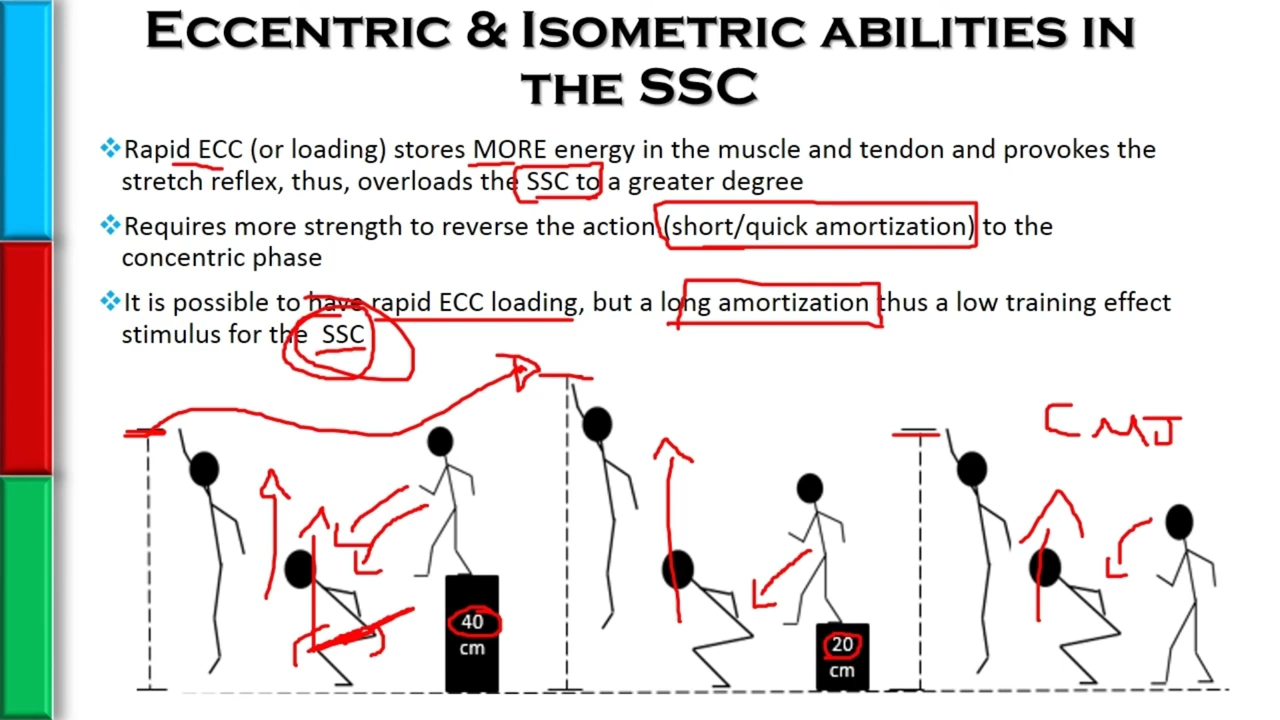 ECCENTRIC & ISOMETRIC ABILITIES IN
THE SSC
Rapid ECC (or loading) stores MORE energy in the muscle and tendon and provokes the
stretch reflex, thus, overloads the SSC to a greater degree
Requires more strength to reverse the action (short/quick amortization) to the
concentric phase
It is possible to have rapid ECC loading, but a long amortization thus a low training effect
stimulus for the SSC
CMJ
40
cm
20
cm